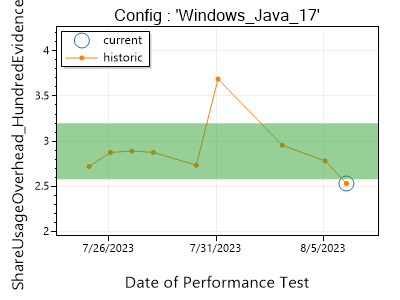 Config : 'Windows_Java_17'
current
historic
ShareUsageOverhead_HundredEvidence
4
3.5
3
2.5
2
7/26/2023
7/31/2023
8/5/2023
Date of Performance Test